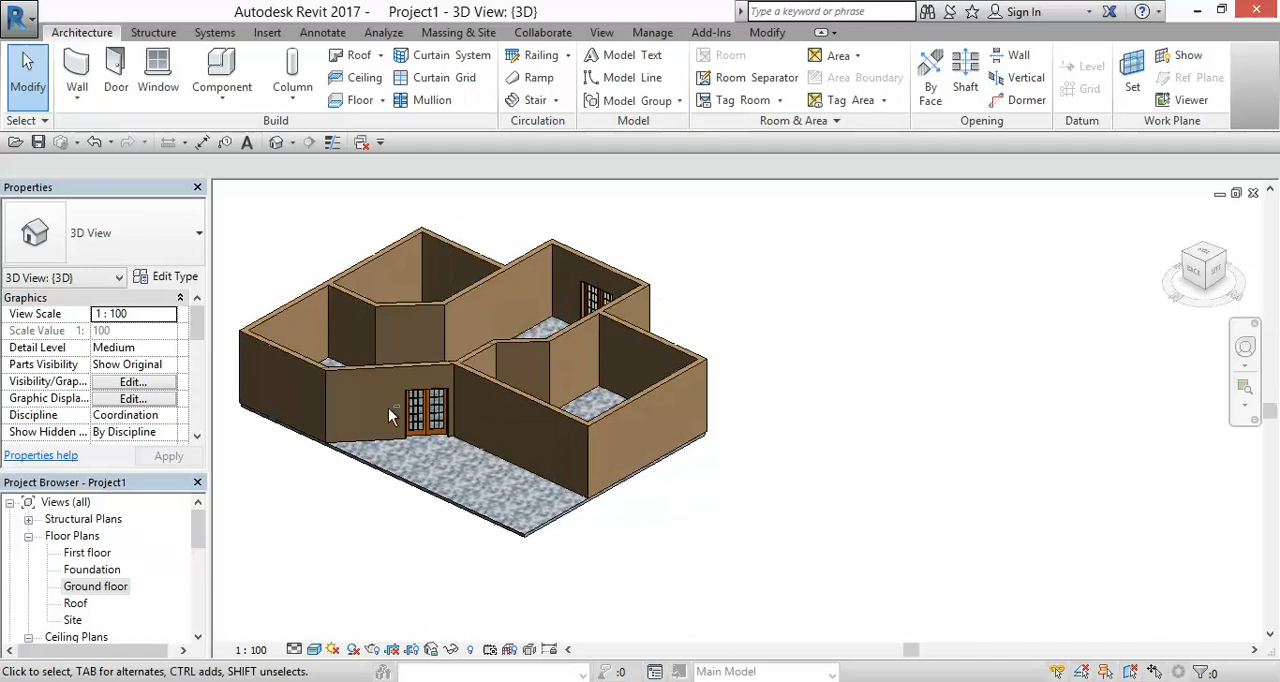 Autodesk Revit 2017 - Project1 - 3D View: {3D}
Type a keyword or phrase
Sign In
Architecture Structure Systems Insert Annotate Analyze Massing & Site Collaborate View Manage Add-Ins Modify
Modify
Select
Wall
Door
Window
Component
Column
Roof
Ceiling
Floor
Curtain System
Curtain Grid
Mullion
Build
Railing
Ramp
Stair
Circulation
Model Text
Model Line
Model Group
Model
Room
Room Separator
Tag Room
Area
Area Boundary
Tag Area
Room & Area
By
Face
Shaft
Wall
Vertical
Dormer
Opening
Level
Grid
Datum
Set
Show
Ref Plane
Viewer
Work Plane
Properties
3D View
3D View: {3D}
Edit Type
Graphics
View Scale 1 : 100
Scale Value 1: 100
Detail Level Medium
Parts Visibility Show Original
Visibility/Grap... Edit...
Graphic Displa... Edit...
Discipline Coordination
Show Hidden By Discipline
Properties help
Apply
Project Browser - Project1
Views (all)
Structural Plans
Floor Plans
First floor
Foundation
Ground floor
Roof
Site
Ceiling Plans
BACK
1 : 100
Click to select, TAB for alternates, CTRL adds, SHIFT unselects.
:0
Main Model
:0